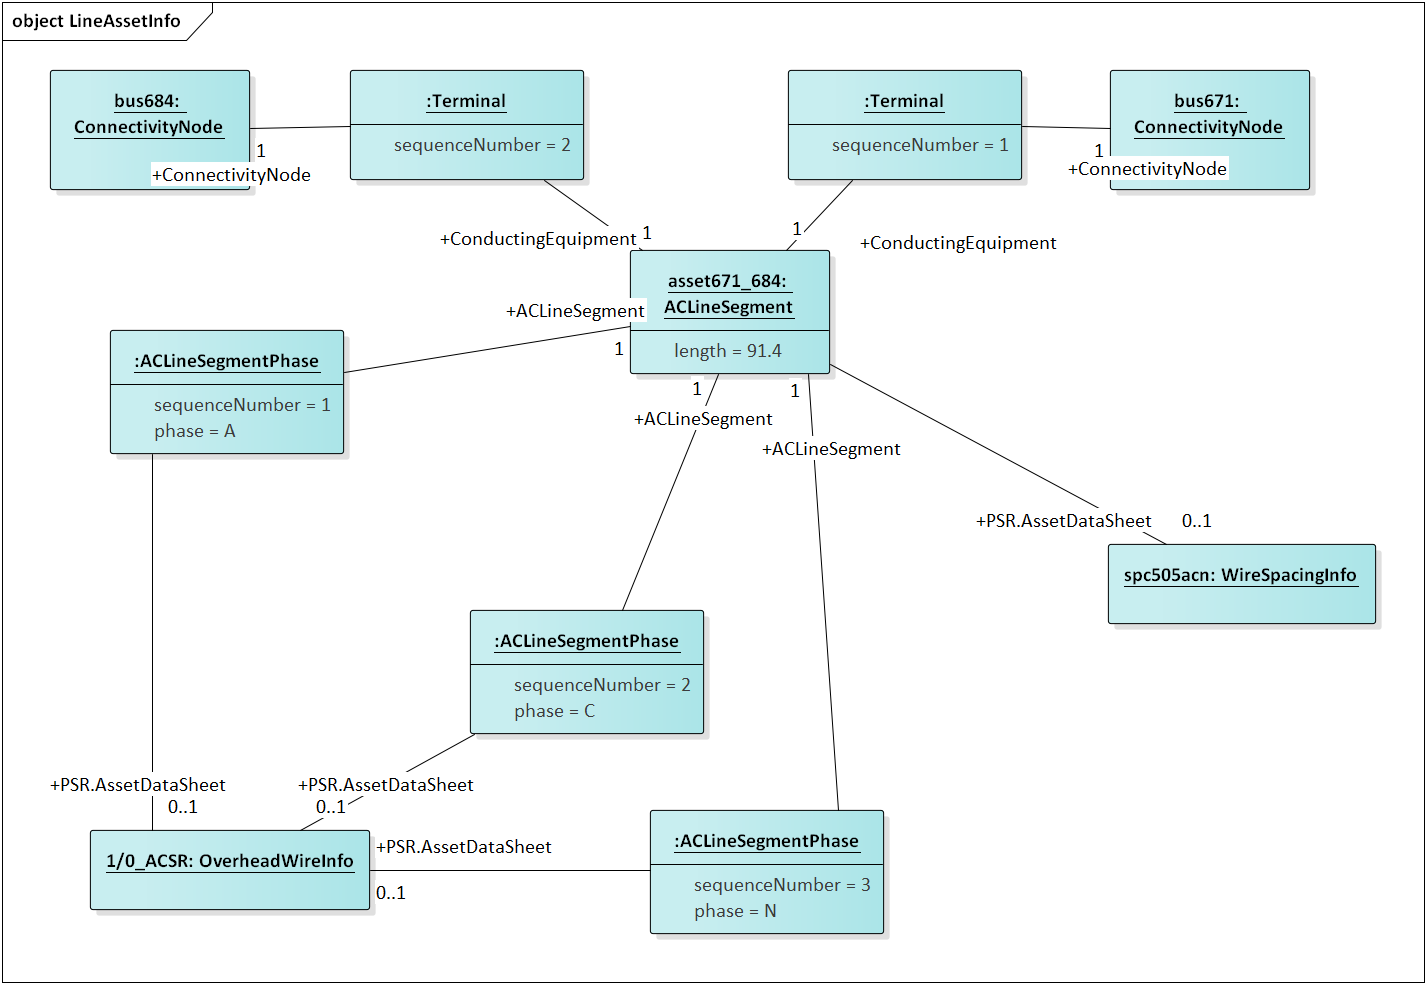 object LineAssetInfo
bus684:
ConnectivityNode
1
+ConnectivityNode
:Terminal
sequenceNumber = 2
:Terminal
sequenceNumber = 1
bus671:
ConnectivityNode
1
+ConnectivityNode
+ConductingEquipment
1
1
+ConductingEquipment
asset671_684:
ACLineSegment
length = 91.4
+ACLineSegment
1
:ACLineSegmentPhase
sequenceNumber = 1
phase = A
1
+ACLineSegment
1
+ACLineSegment
+PSR.AssetDataSheet
0..1
spc505acn: WireSpacingInfo
:ACLineSegmentPhase
sequenceNumber = 2
phase = C
+PSR.AssetDataSheet
0..1
+PSR.AssetDataSheet
0..1
1/0_ACSR: OverheadWireInfo
+PSR.AssetDataSheet
0..1
:ACLineSegmentPhase
sequenceNumber = 3
phase = N